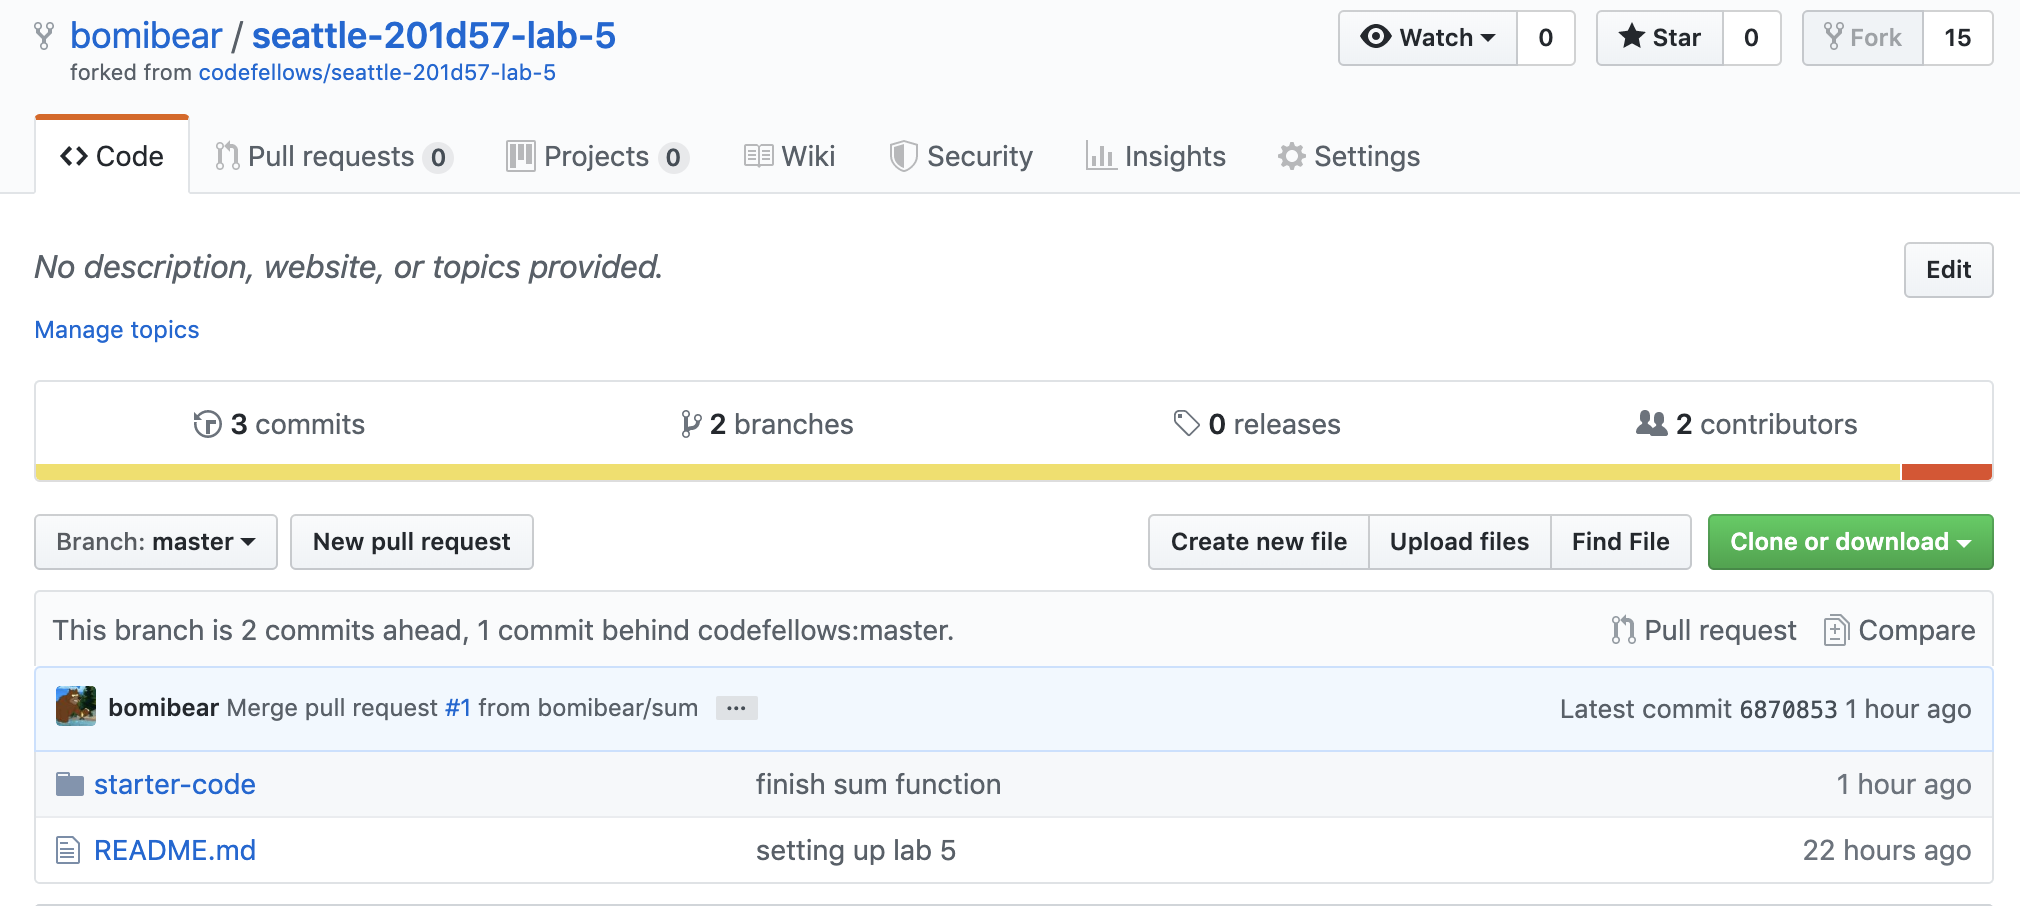 bomibear / seattle-201d57-lab-5
forked from codefellows/seattle-201d57-lab-5
Watch 0 Star 0 Fork 15
Code Pull requests 0 Projects 0 Wiki Security Insights Settings
No description, website, or topics provided.
Edit
Manage topics
3 commits 2 branches 0 releases 2 contributors
Branch: master New pull request Create new file Upload files Find File Clone or download
This branch is 2 commits ahead, 1 commit behind codefellows:master. Pull request Compare
bomibear Merge pull request #1 from bomibear/sum ... Latest commit 6870853 1 hour ago
starter-code finish sum function 1 hour ago
README.md setting up lab 5 22 hours ago